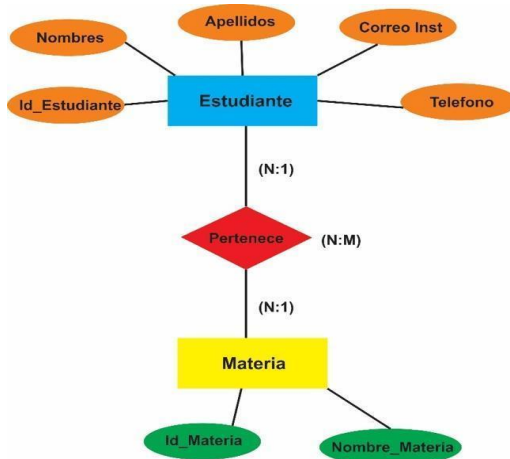 Apellidos
Nombres
Correo Inst
Id_Estudiante
Estudiante
Telefono
(N:1)
Pertenece
(N:M)
(N:1)
Materia
Id_Materia
Nombre_Materia